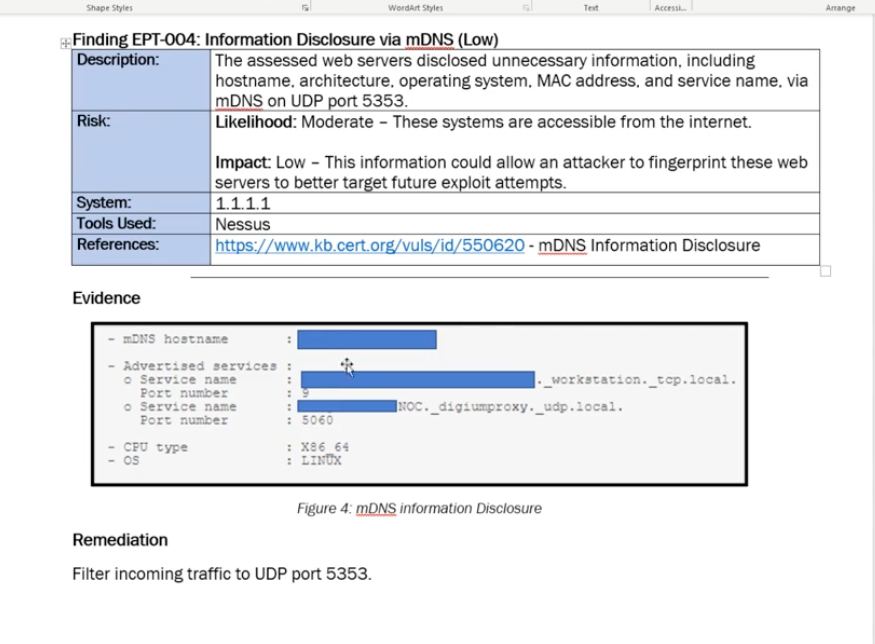 Shape Styles
WordArt Styles
Text
Accessi...
Arrange
Finding EPT-004: Information Disclosure via mDNS (Low)
Description:
The assessed web servers disclosed unnecessary information, including
hostname, architecture, operating system, MAC address, and service name, via
mDNS on UDP port 5353.
Risk:
Likelihood: Moderate – These systems are accessible from the internet.
Impact: Low – This information could allow an attacker to fingerprint these web
servers to better target future exploit attempts.
System:
1.1.1.1
Tools Used:
Nessus
References:
https://www.kb.cert.org/vuls/id/550620 - mDNS Information Disclosure
Evidence
- mDNS hostname :
- Advertised services :
o Service name : ._workstation._tcp.local.
Port number : 9
o Service name : NOC._digiumproxy._udp.local.
Port number : 5060
- CPU type : X86_64
- OS : LINUX
Figure 4: mDNS information Disclosure
Remediation
Filter incoming traffic to UDP port 5353.